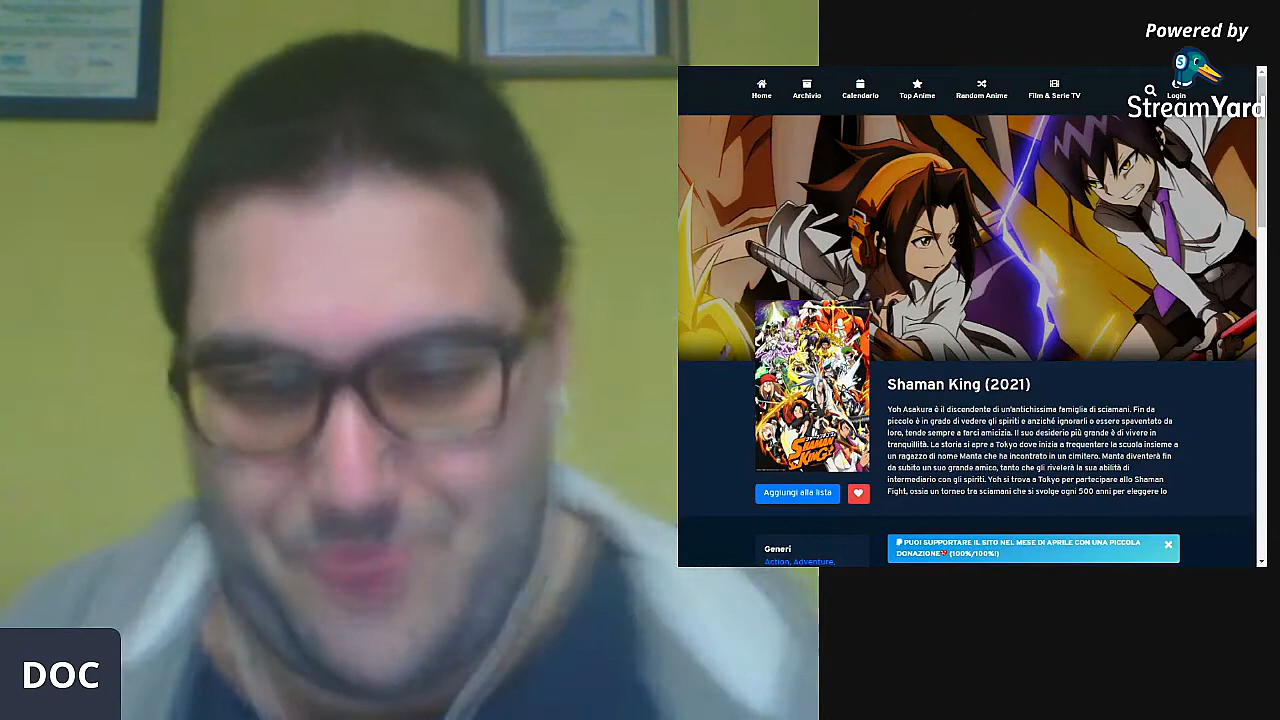 Powered by
StreamYard
Home
Archivio
Calendario
Top Anime
Random Anime
Film & Serie TV
Login
Shaman King (2021)
Yoh Asakura è il discendente di un'antichissima famiglia di sciamani. Fin da
piccolo è in grado di vedere gli spiriti e anziché ignorarli o essere spaventato da
loro, tende sempre a farci amicizia. Il suo desiderio più grande è di vivere in
tranquillità. La storia si apre a Tokyo dove inizia a frequentare la scuola insieme a
un ragazzo di nome Manta che ha incontrato in un cimitero. Manta diventerà fin
da subito un suo grande amico, tanto che gli rivelerà la sua abilità di
intermediario con gli spiriti. Yoh si trova a Tokyo per partecipare allo Shaman
Fight, ossia un torneo tra sciamani che si svolge ogni 500 anni per eleggere lo
SHAMAN
KING
Aggiungi alla lista
Generi
Action, Adventure,
PUOI SUPPORTARE IL SITO NEL MESE DI APRILE CON UNA PICCOLA
DONAZIONE (100%/100%!)
DOC